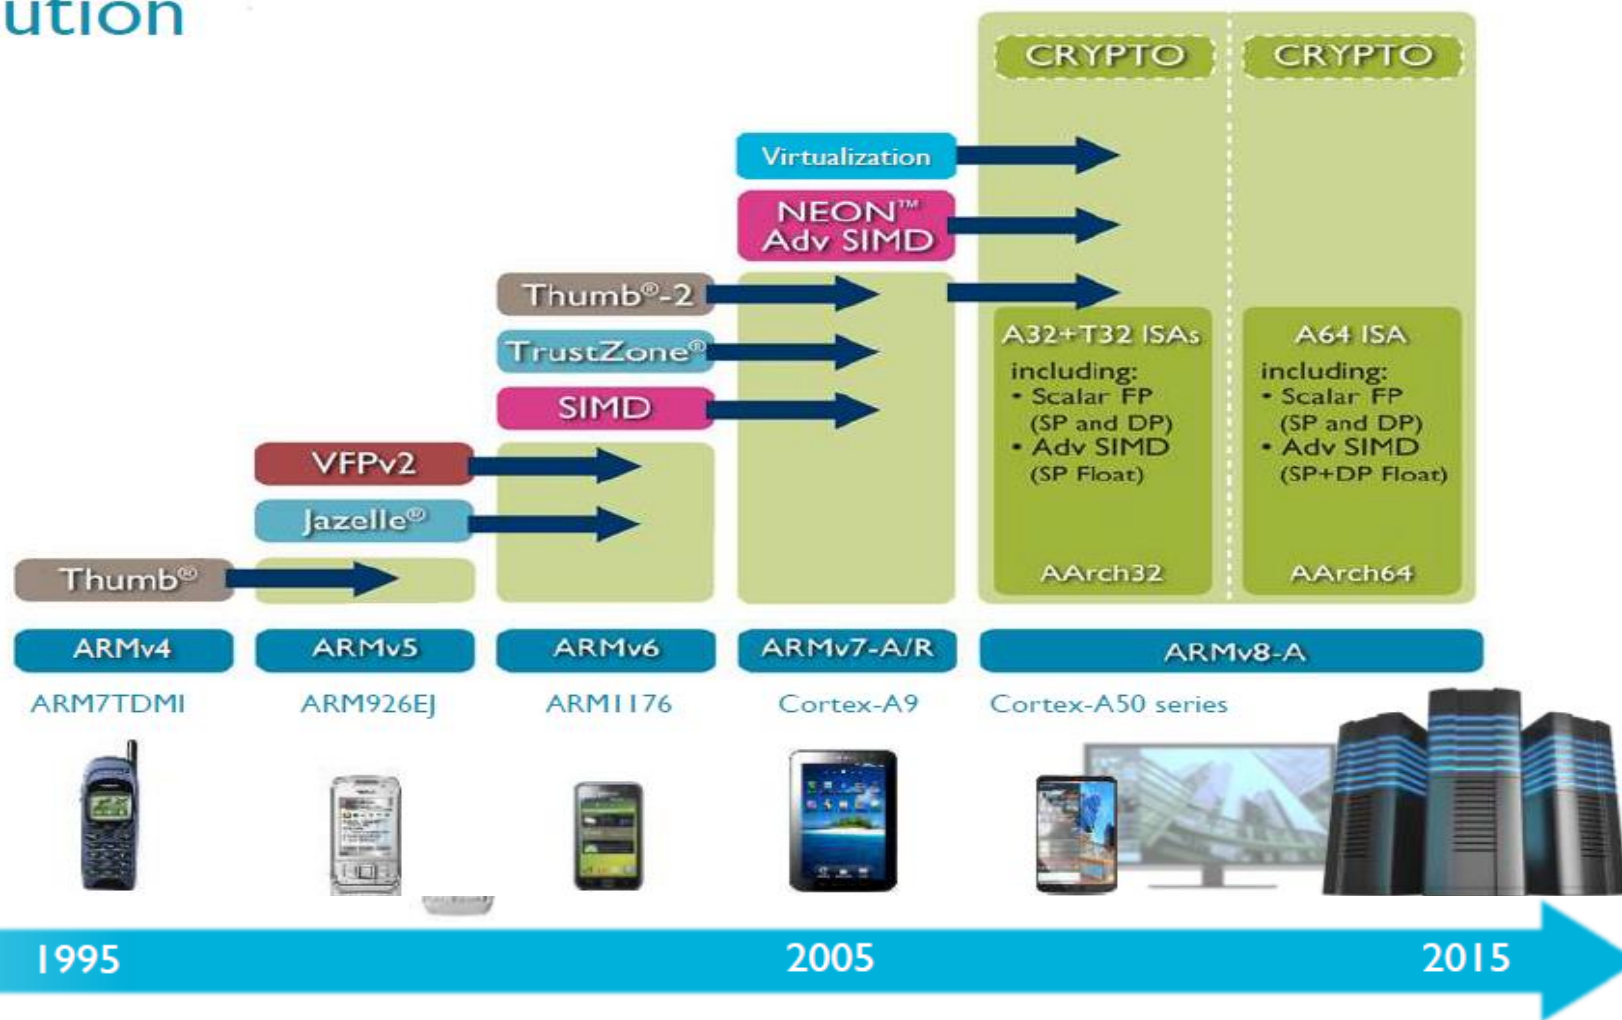 ution
CRYPTO
CRYPTO
Virtualization
NEON™
Adv SIMD
Thumb®-2
TrustZone®
SIMD
VFPv2
Jazelle®
Thumb®
A32+T32 ISAs
including:
• Scalar FP
(SP and DP)
• Adv SIMD
(SP Float)
AArch32
A64 ISA
including:
• Scalar FP
(SP and DP)
• Adv SIMD
(SP+DP Float)
AArch64
ARMv4
ARMv5
ARMv6
ARMv7-A/R
ARMv8-A
ARM7TDMI
ARM926EJ
ARM1176
Cortex-A9
Cortex-A50 series
1995
2005
2015